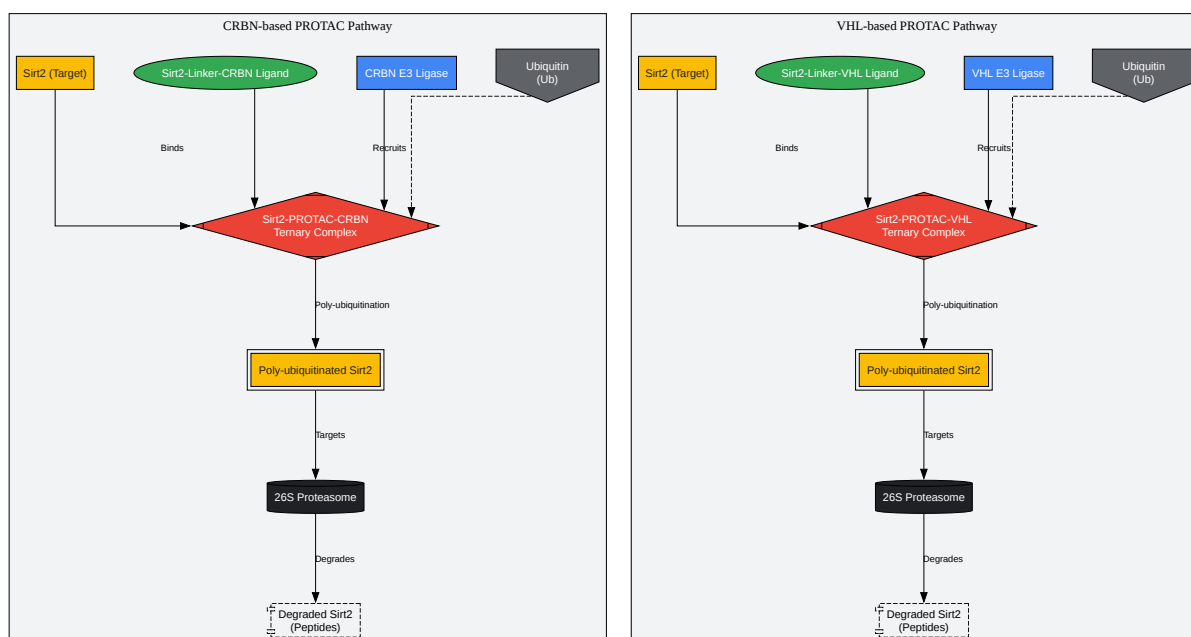 CRBN-based PROTAC Pathway
Sirt2 (Target)
Sirt2-Linker-CRBN Ligand
CRBN E3 Ligase
Ubiquitin
(Ub)
Binds
Recruits
Sirt2-PROTAC-CRBN
Ternary Complex
Poly-ubiquitination
Poly-ubiquitinated Sirt2
Targets
26S Proteasome
Degrades
Degraded Sirt2
(Peptides)
VHL-based PROTAC Pathway
Sirt2 (Target)
Sirt2-Linker-VHL Ligand
VHL E3 Ligase
Ubiquitin
(Ub)
Binds
Recruits
Sirt2-PROTAC-VHL
Ternary Complex
Poly-ubiquitination
Poly-ubiquitinated Sirt2
Targets
26S Proteasome
Degrades
Degraded Sirt2
(Peptides)